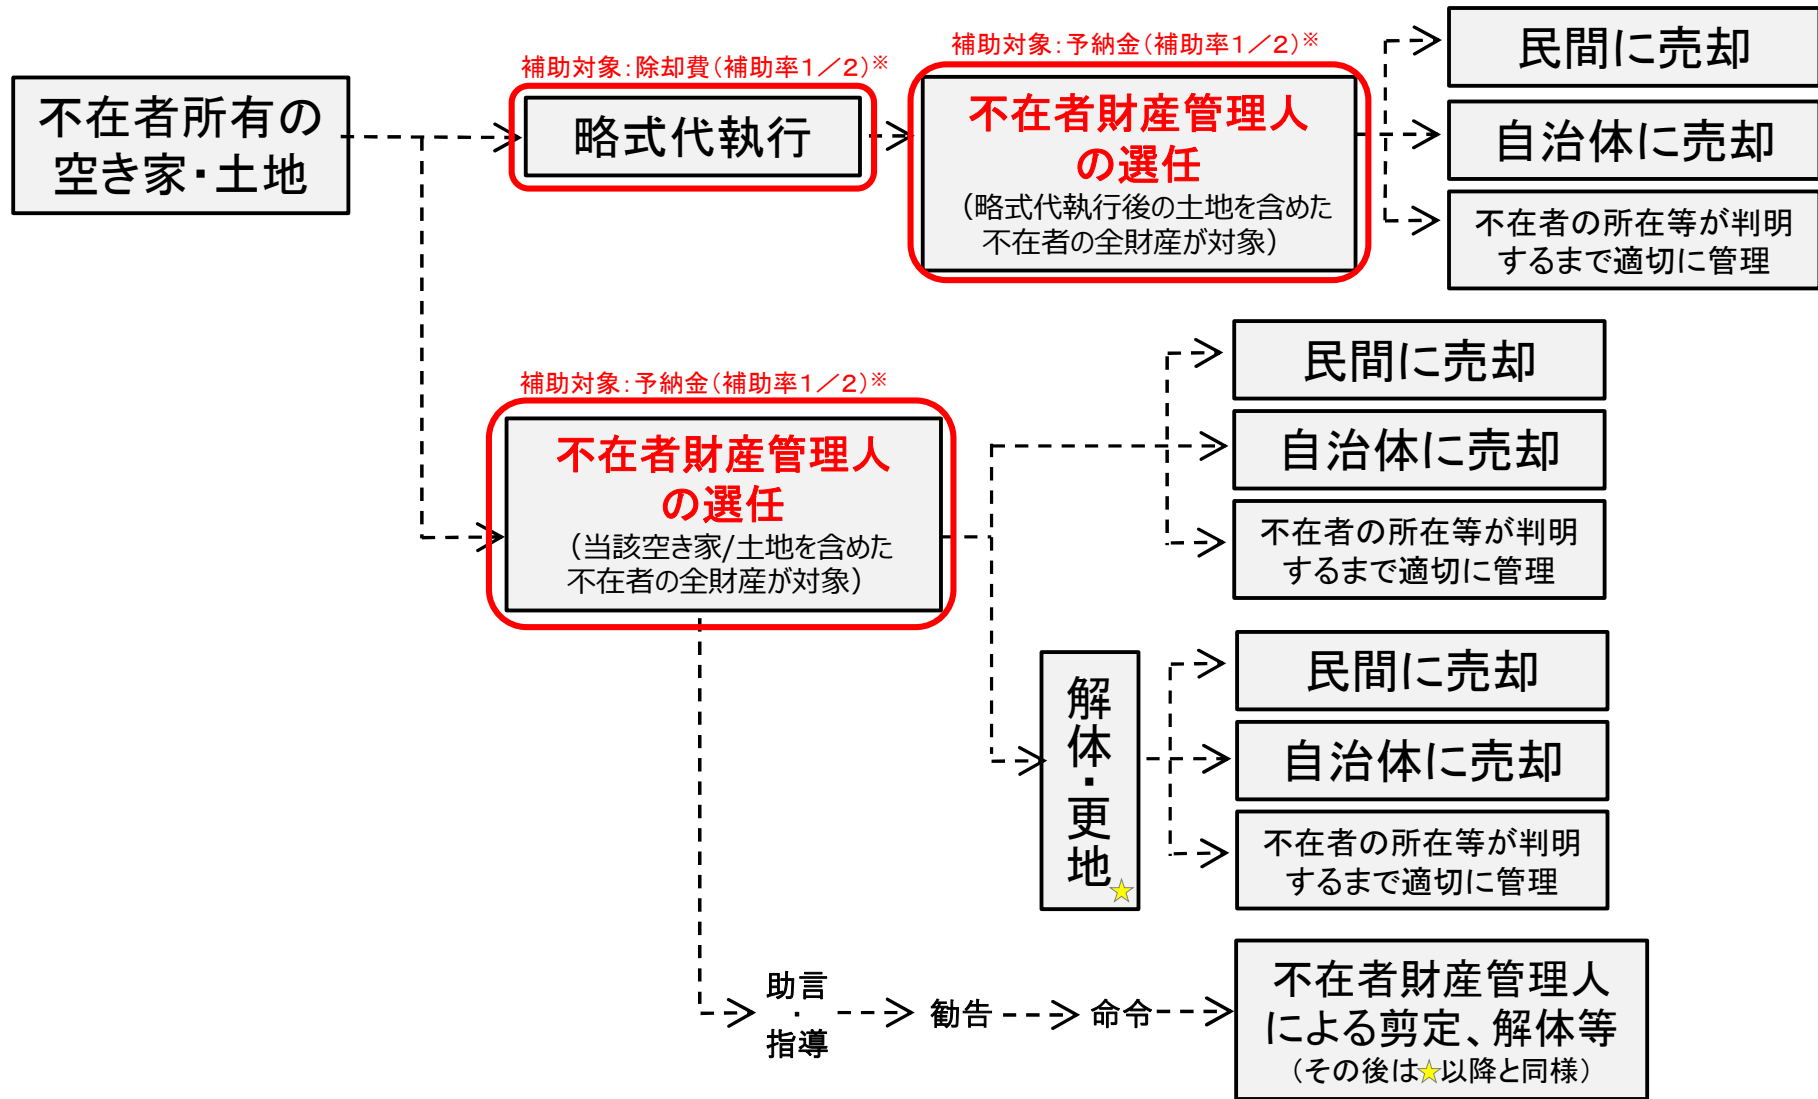 不在者所有の
空き家・土地
補助対象:除却費(補助率1/2)※
略式代執行
補助対象:予納金(補助率1/2)※
不在者財産管理人
の選任
(略式代執行後の土地を含めた
不在者の全財産が対象)
民間に売却
自治体に売却
不在者の所在等が判明
するまで適切に管理
補助対象:予納金(補助率1/2)※
不在者財産管理人
の選任
(当該空き家/土地を含めた
不在者の全財産が対象)
民間に売却
自治体に売却
不在者の所在等が判明
するまで適切に管理
解体・更地☆
民間に売却
自治体に売却
不在者の所在等が判明
するまで適切に管理
助言
・
指導
勧告
命令
不在者財産管理人
による剪定、解体等
(その後は☆以降と同様)